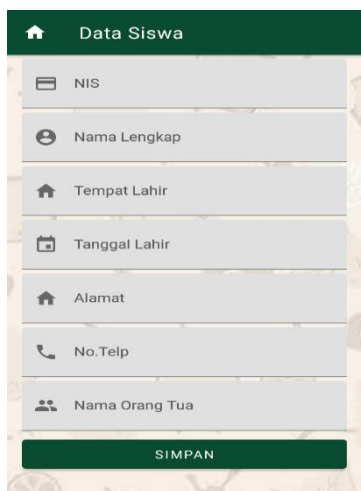 Data Siswa
NIS
Nama Lengkap
Tempat Lahir
Tanggal Lahir
Alamat
No.Telp
Nama Orang Tua
SIMPAN